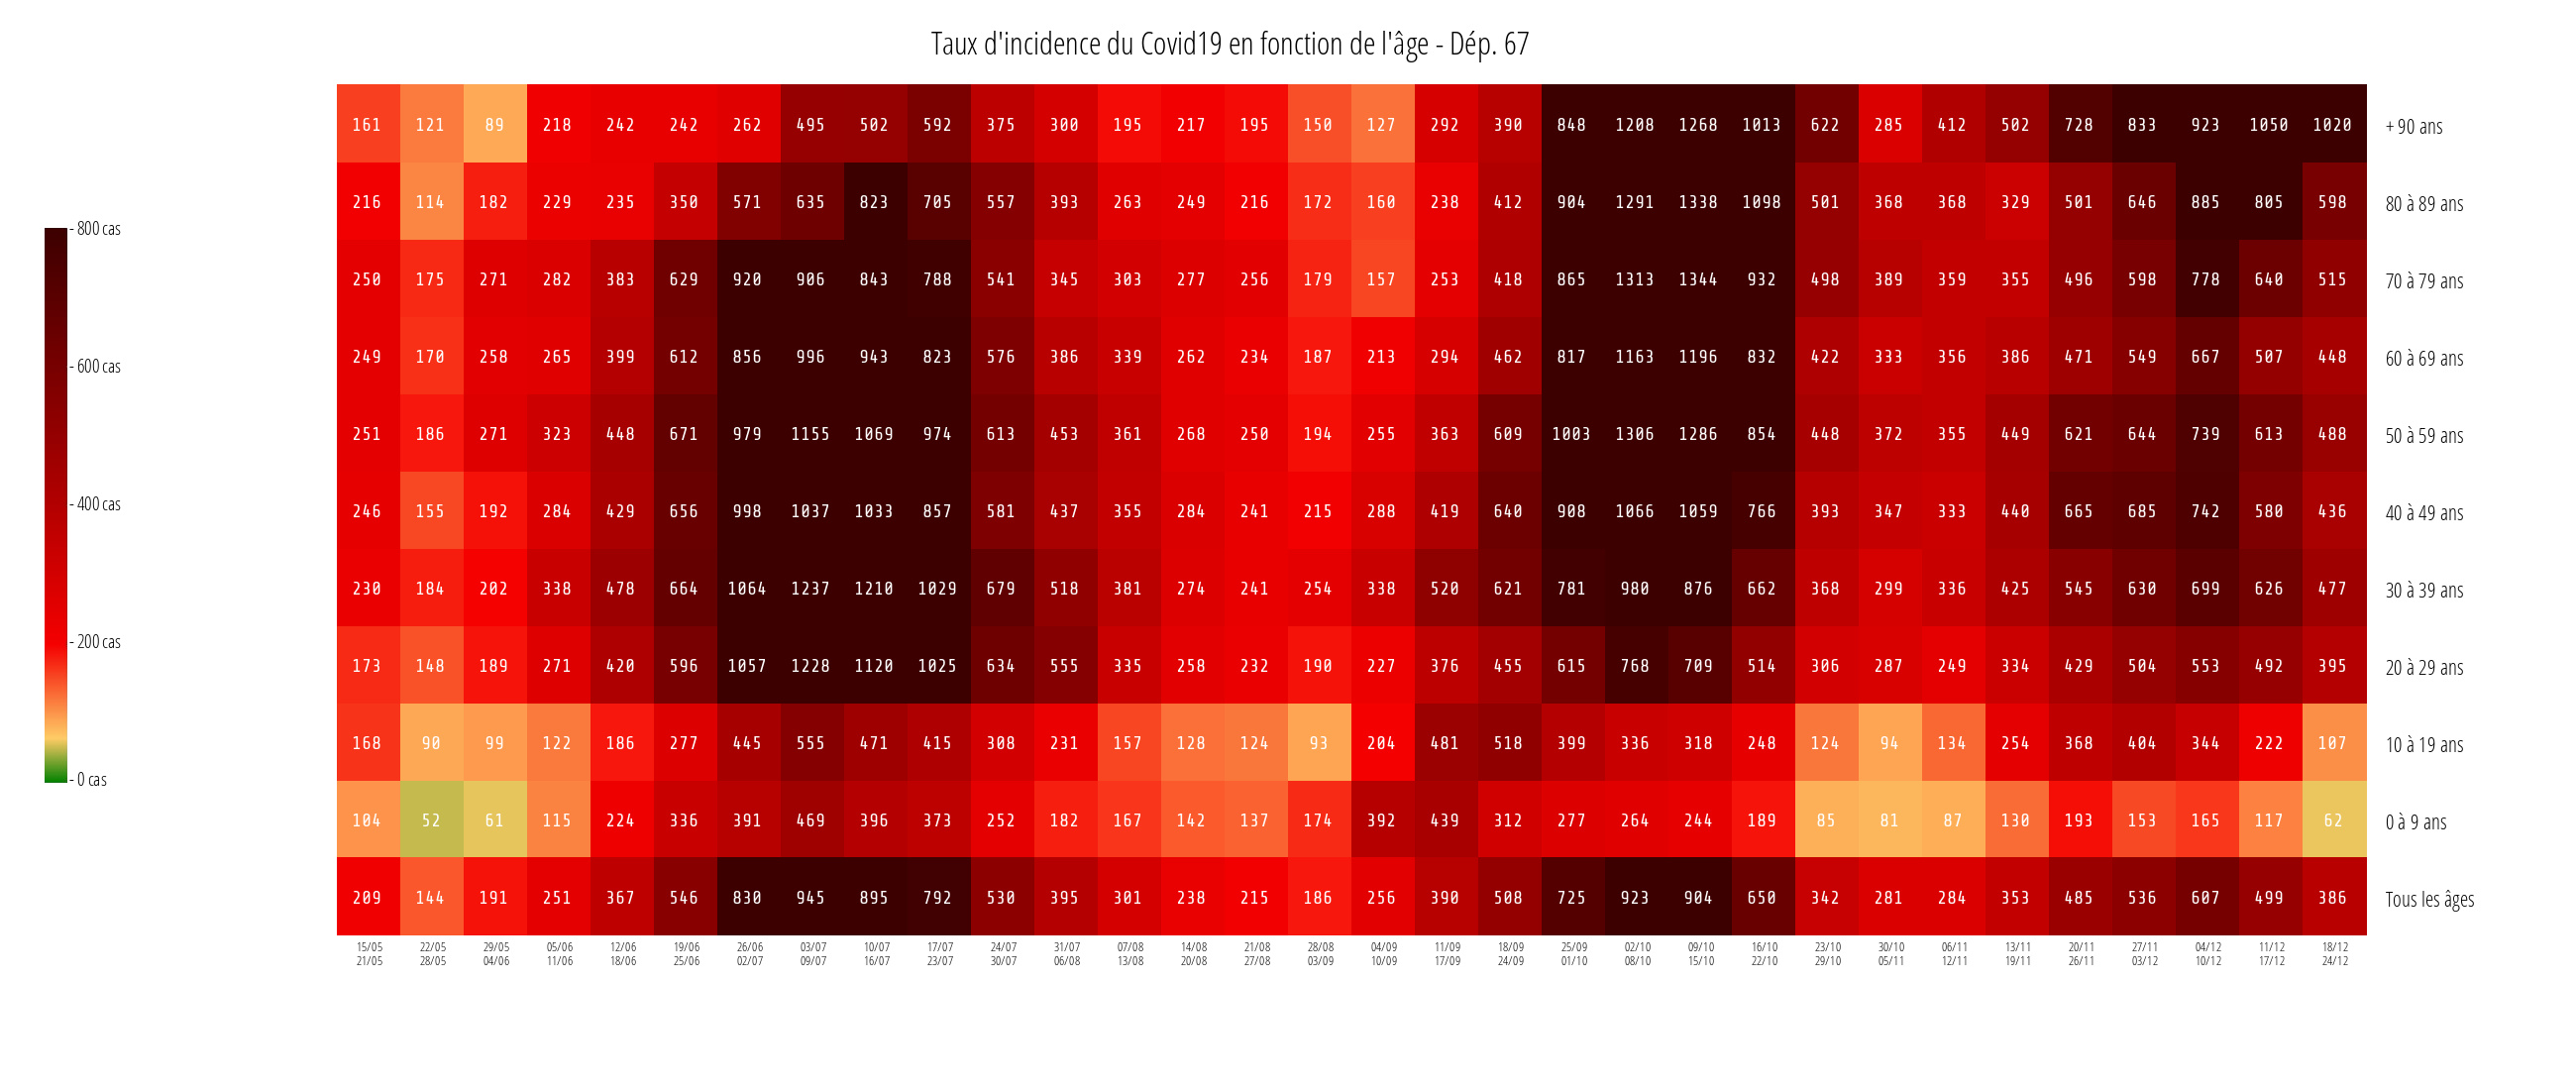 Taux d'incidence du Covid19 en fonction de l'âge - Dép. 67
- 800 cas
- 600 cas
- 400 cas
- 200 cas
- 0 cas
161 121 89 218 242 242 262 495 502 592 375 300 195 217 195 150 127 292 390 848 1208 1268 1013 622 285 412 502 728 833 923 1050 1020 + 90 ans
216 114 182 229 235 350 571 635 823 705 557 393 263 249 216 172 160 238 412 904 1291 1338 1098 501 368 368 329 501 646 885 805 598 80 à 89 ans
250 175 271 282 383 629 920 906 843 788 541 345 303 277 256 179 157 253 418 865 1313 1344 932 498 389 359 355 496 598 778 640 515 70 à 79 ans
249 170 258 265 399 612 856 996 943 823 576 386 339 262 234 187 213 294 462 817 1163 1196 832 422 333 356 386 471 549 667 507 448 60 à 69 ans
251 186 271 323 448 671 979 1155 1069 974 613 453 361 268 250 194 255 363 609 1003 1306 1286 854 448 372 355 449 621 644 739 613 488 50 à 59 ans
246 155 192 284 429 656 998 1037 1033 857 581 437 355 284 241 215 288 419 640 908 1066 1059 766 393 347 333 440 665 685 742 580 436 40 à 49 ans
230 184 202 338 478 664 1064 1237 1210 1029 679 518 381 274 241 254 338 520 621 781 980 876 662 368 299 336 425 545 630 699 626 477 30 à 39 ans
173 148 189 271 420 596 1057 1228 1120 1025 634 555 335 258 232 190 227 376 455 615 768 709 514 306 287 249 334 429 504 553 492 395 20 à 29 ans
168 90 99 122 186 277 445 555 471 415 308 231 157 128 124 93 204 481 518 399 336 318 248 124 94 134 254 368 404 344 222 107 10 à 19 ans
104 52 61 115 224 336 391 469 396 373 252 182 167 142 137 174 392 439 312 277 264 244 189 85 81 87 130 193 153 165 117 62 0 à 9 ans
209 144 191 251 367 546 830 945 895 792 530 395 301 238 215 186 256 390 508 725 923 904 650 342 281 284 353 485 536 607 499 386 Tous les âges
15/05 22/05 29/05 05/06 12/06 19/06 26/06 03/07 10/07 17/07 24/07 31/07 07/08 14/08 21/08 28/08 04/09 11/09 18/09 25/09 02/10 09/10 16/10 23/10 30/10 06/11 13/11 20/11 27/11 04/12 11/12 18/12
21/05 28/05 04/06 11/06 18/06 25/06 02/07 09/07 16/07 23/07 30/07 06/08 13/08 20/08 27/08 03/09 10/09 17/09 24/09 01/10 08/10 15/10 22/10 29/10 05/11 12/11 19/11 26/11 03/12 10/12 17/12 24/12